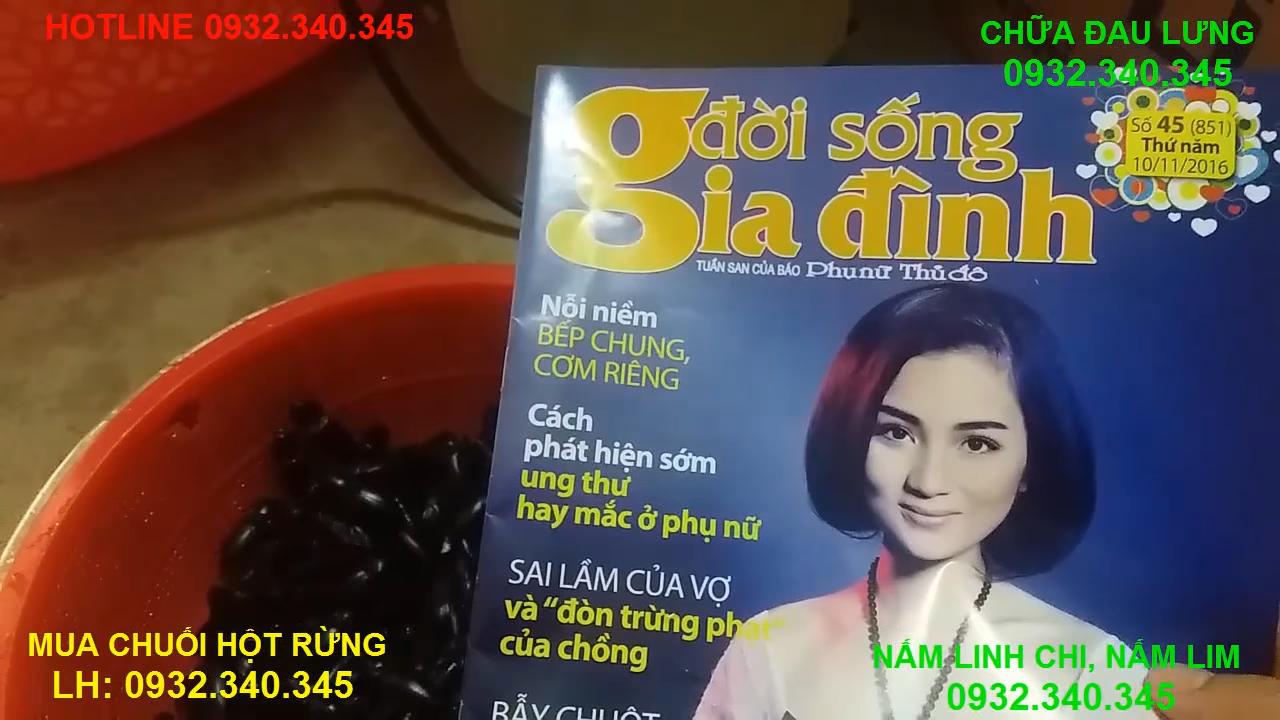 HOTLINE 0932.340.345
CHỮA ĐAU LƯNG
0932.340.345
đời sống
gia đình
TUẦN SAN CỦA BÁO Phụ nữ Thủ đô
Số 45 (851)
Thứ năm
10/11/2016
Nỗi niềm
BẾP CHUNG,
CƠM RIÊNG
Cách
phát hiện sớm
ung thư
hay mắc ở phụ nữ
SAI LẦM CỦA VỢ
và "đòn trừng phạt"
của chồng
BẪY CHUỘT
MUA CHUỐI HỘT RỪNG
LH: 0932.340.345
NẤM LINH CHI, NẤM LIM
0932.340.345